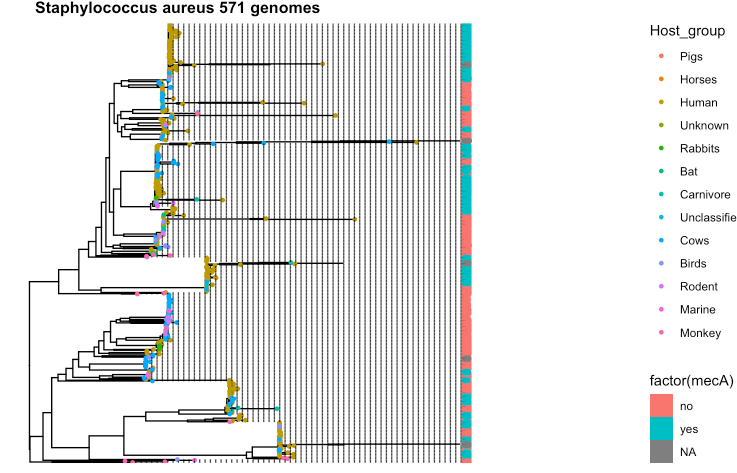 Staphylococcus aureus 571 genomes
Host_group
Pigs
Horses
Human
Unknown
Rabbits
Bat
Carnivore
Unclassifie
Cows
Birds
Rodent
Marine
Monkey
factor(mecA)
no
yes
NA